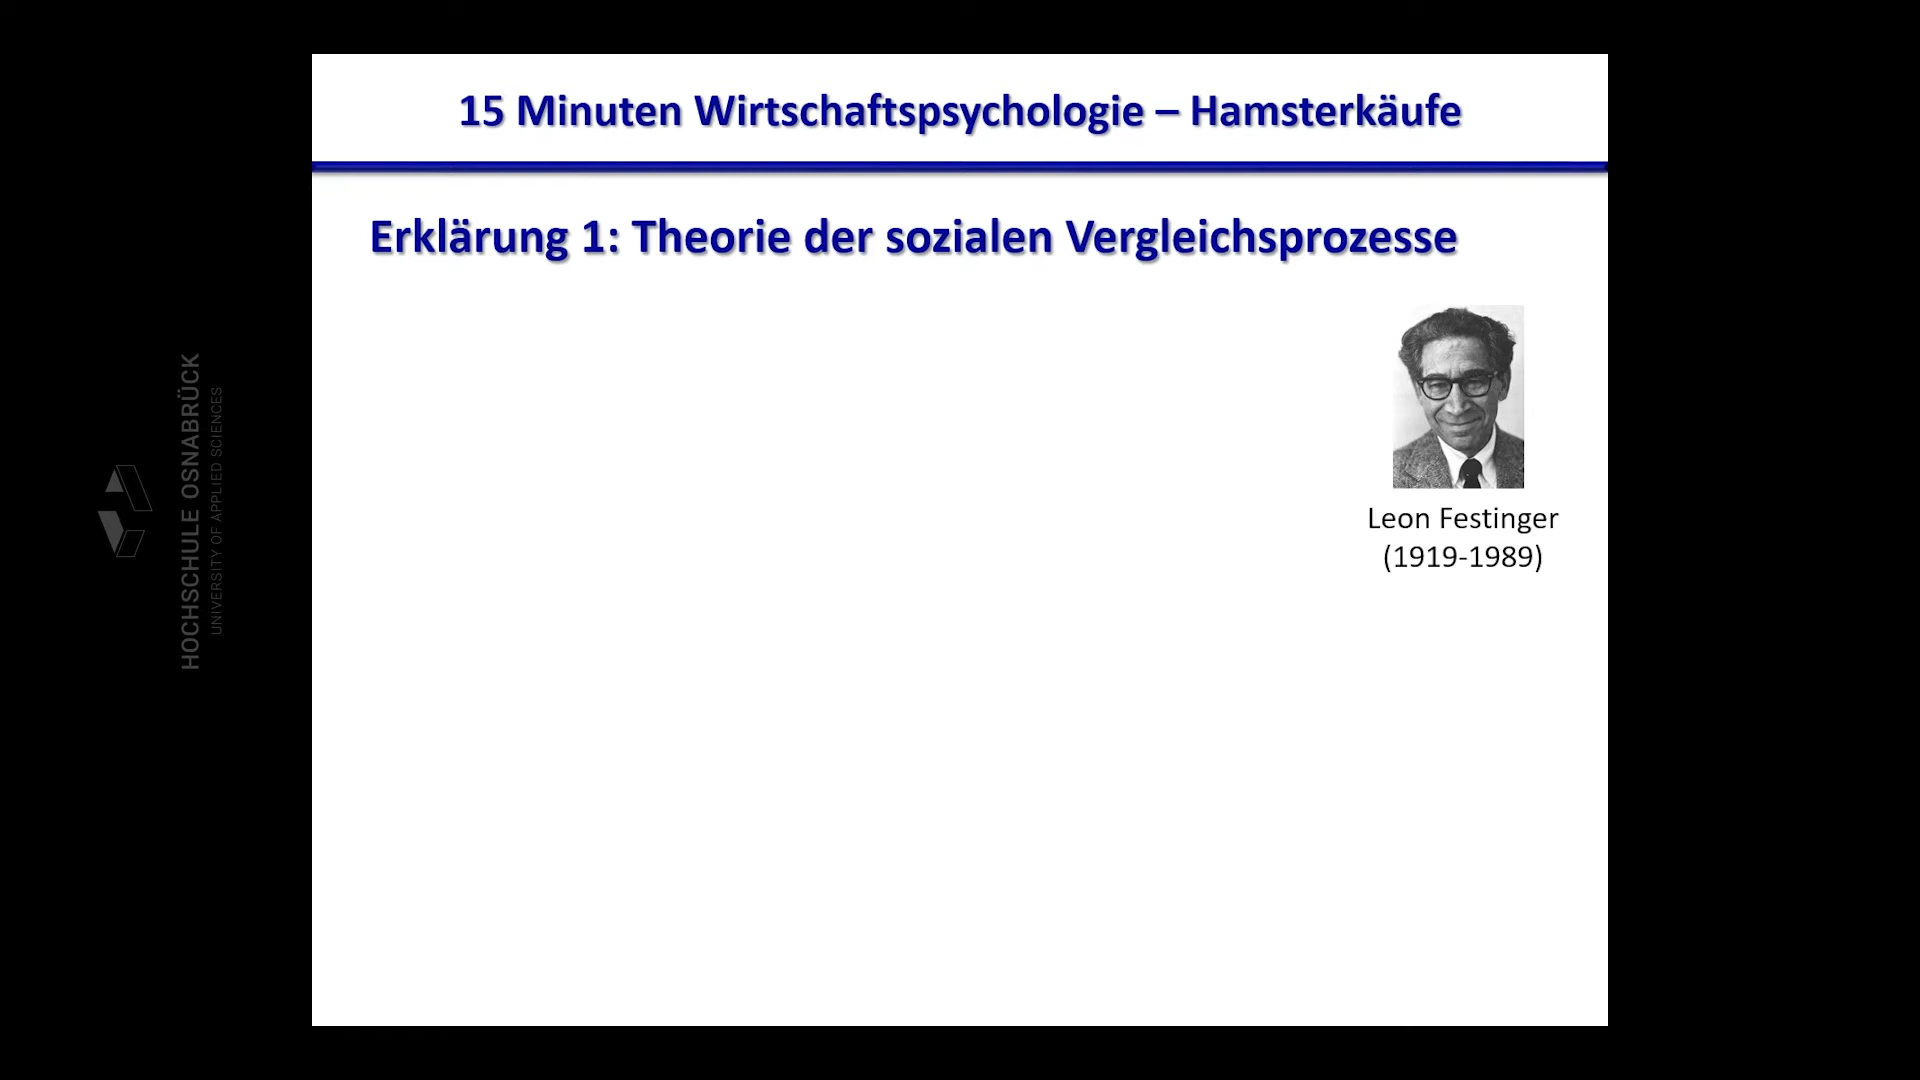 15 Minuten Wirtschaftspsychologie – Hamsterkäufe
Erklärung 1: Theorie der sozialen Vergleichsprozesse
Leon Festinger
(1919-1989)
HOCHSCHULE OSNABRÜCK
UNIVERSITY OF APPLIED SCIENCES